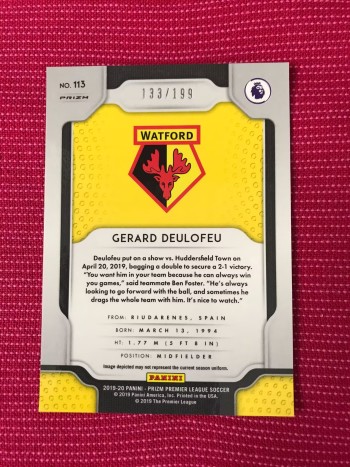 NO. 113
PRIZM
133/199
WATFORD
GERARD DEULOFEU
Deulofeu put on a show vs. Huddersfield Town on
April 20, 2019, bagging a double to secure a 2-1 victory.
"You want him in your team because he can always win
you games," said teammate Ben Foster. "He's always
looking to go forward with the ball, and sometimes he
drags the whole team with him. It's nice to watch."
FROM: RIUDARENES, SPAIN
BORN: MARCH 13, 1994
HT: 1.77 M (5 FT 8 IN)
POSITION: MIDFIELDER
PANINI
Image depicted may not represent the current season uniform.
2019-20 PANINI - PRIZM PREMIER LEAGUE SOCCER
© 2019 Panini America, Inc. Printed in the USA.
© 2019 The Premier League